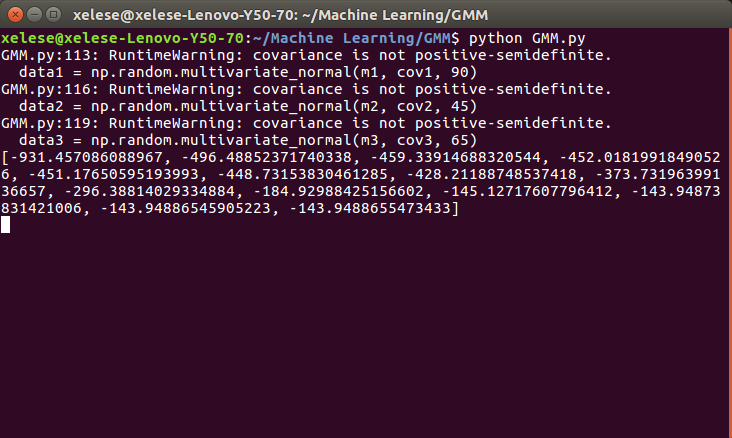 xelese@xelese-Lenovo-Y50-70: ~/Machine Learning/GMM
xelese@xelese-Lenovo-Y50-70:~/Machine Learning/GMM$ python GMM.py
GMM.py:113: RuntimeWarning: covariance is not positive-semidefinite.
  data1 = np.random.multivariate_normal(m1, cov1, 90)
GMM.py:116: RuntimeWarning: covariance is not positive-semidefinite.
  data2 = np.random.multivariate_normal(m2, cov2, 45)
GMM.py:119: RuntimeWarning: covariance is not positive-semidefinite.
  data3 = np.random.multivariate_normal(m3, cov3, 65)
[-931.457086088967, -496.48852371740338, -459.33914688320544, -452.0181991849052
6, -451.17650595193993, -448.73153830461285, -428.21188748537418, -373.731963991
36657, -296.38814029334884, -184.92988425156602, -145.12717607796412, -143.94873
831421006, -143.94886545905223, -143.9488655473433]